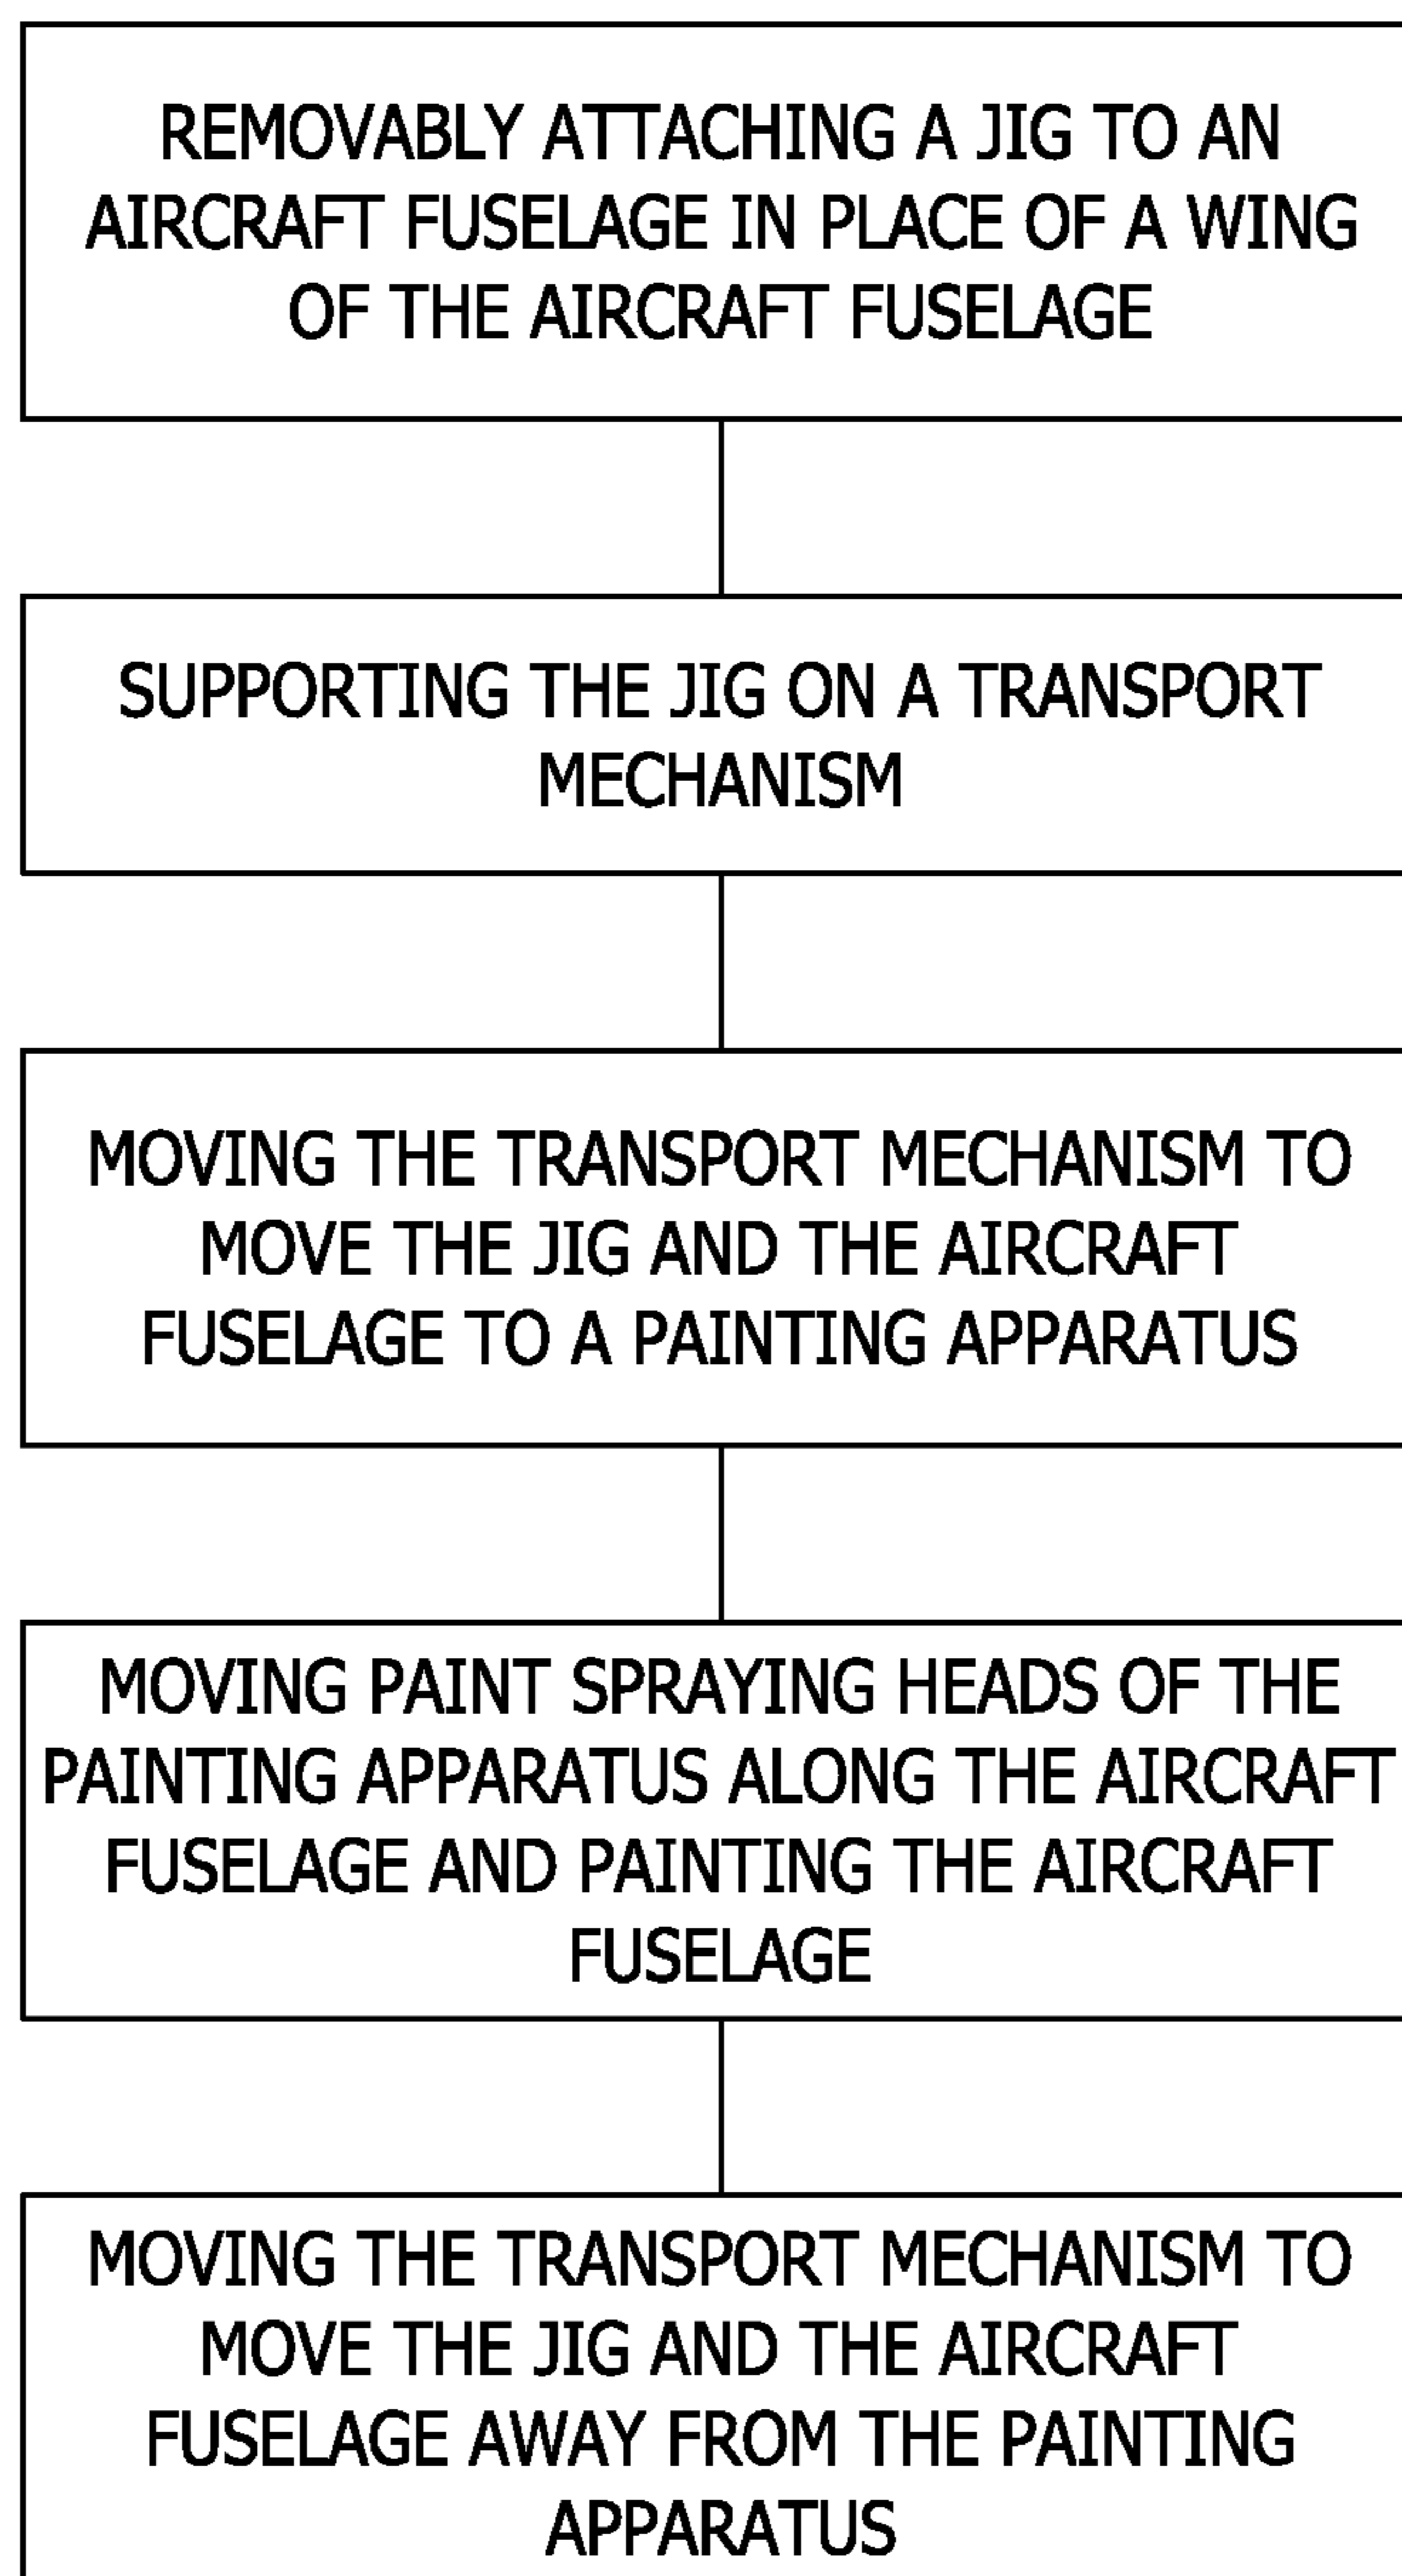 REMOVABLY ATTACHING A JIG TO AN
AIRCRAFT FUSELAGE IN PLACE OF A WING
OF THE AIRCRAFT FUSELAGE
SUPPORTING THE JIG ON A TRANSPORT
MECHANISM
MOVING THE TRANSPORT MECHANISM TO
MOVE THE JIG AND THE AIRCRAFT
FUSELAGE TO A PAINTING APPARATUS
MOVING PAINT SPRAYING HEADS OF THE
PAINTING APPARATUS ALONG THE AIRCRAFT
FUSELAGE AND PAINTING THE AIRCRAFT
FUSELAGE
MOVING THE TRANSPORT MECHANISM TO
MOVE THE JIG AND THE AIRCRAFT
FUSELAGE AWAY FROM THE PAINTING
APPARATUS